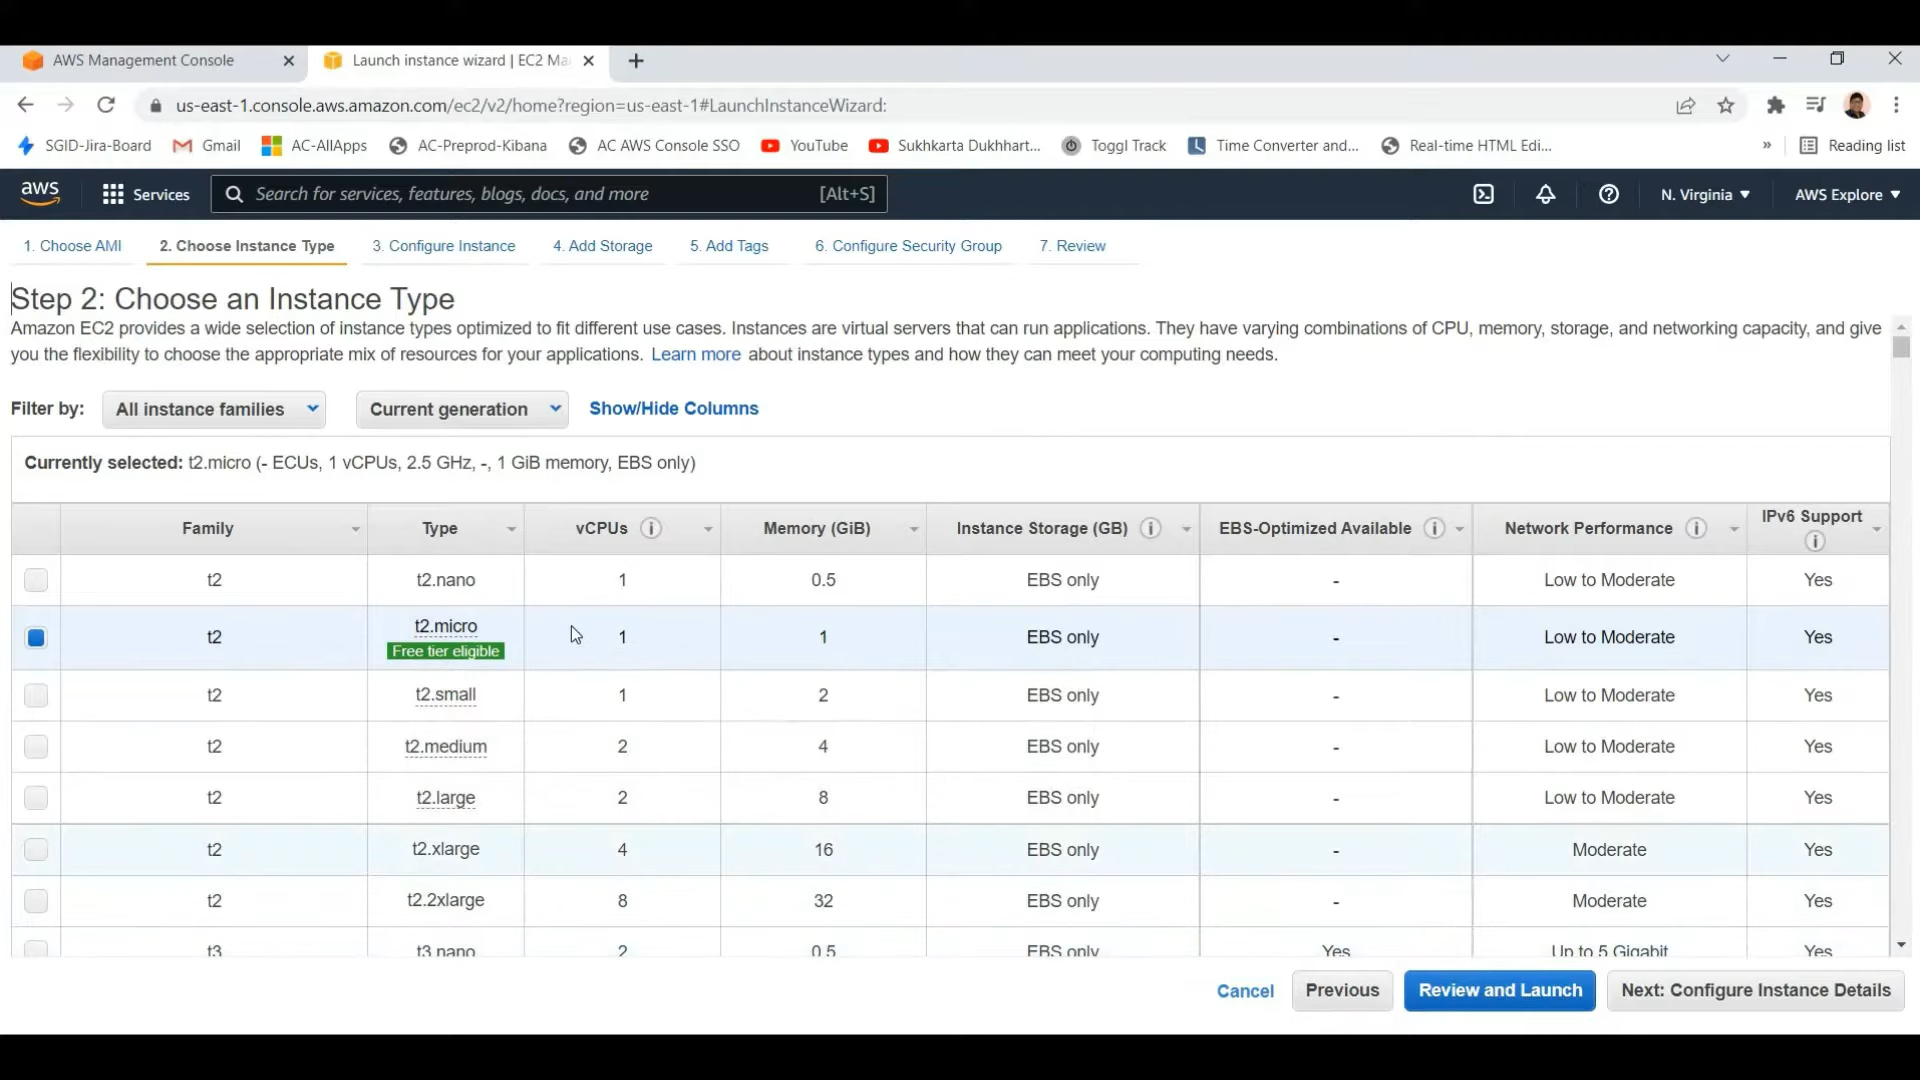 AWS Management Console
Launch instance wizard | EC2 Ma
us-east-1.console.aws.amazon.com/ec2/v2/home?region=us-east-1#LaunchInstanceWizard:
SGID-Jira-Board Gmail AC-AllApps AC-Preprod-Kibana AC AWS Console SSO YouTube Sukhkarta Dukhhart... Toggl Track Time Converter and... Real-time HTML Edi... » Reading list
aws Services Search for services, features, blogs, docs, and more [Alt+S] N. Virginia AWS Explore
1. Choose AMI 2. Choose Instance Type 3. Configure Instance 4. Add Storage 5. Add Tags 6. Configure Security Group 7. Review
Step 2: Choose an Instance Type
Amazon EC2 provides a wide selection of instance types optimized to fit different use cases. Instances are virtual servers that can run applications. They have varying combinations of CPU, memory, storage, and networking capacity, and give
you the flexibility to choose the appropriate mix of resources for your applications. Learn more about instance types and how they can meet your computing needs.
Filter by: All instance families Current generation Show/Hide Columns
Currently selected: t2.micro (- ECUs, 1 vCPUs, 2.5 GHz, -, 1 GiB memory, EBS only)
Family Type vCPUs Memory (GiB) Instance Storage (GB) EBS-Optimized Available Network Performance IPv6 Support
t2 t2.nano 1 0.5 EBS only - Low to Moderate Yes
t2 t2.micro 1 1 EBS only - Low to Moderate Yes
Free tier eligible
t2 t2.small 1 2 EBS only - Low to Moderate Yes
t2 t2.medium 2 4 EBS only - Low to Moderate Yes
t2 t2.large 2 8 EBS only - Low to Moderate Yes
t2 t2.xlarge 4 16 EBS only - Moderate Yes
t2 t2.2xlarge 8 32 EBS only - Moderate Yes
t3 t3.nano 2 0.5 EBS only Yes Up to 5 Gigabit Yes
Cancel Previous Review and Launch Next: Configure Instance Details